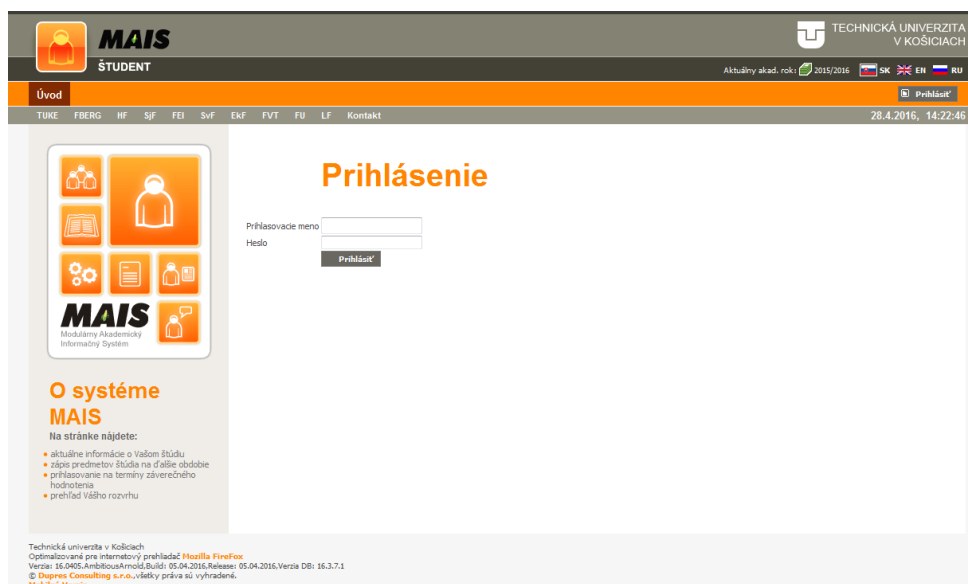 MAIS
ŠTUDENT
TECHNICKÁ UNIVERZITA
V KOŠICIACH
Aktuálny akad. rok: 2015/2016 SK EN RU
Úvod
Prihlásiť
TUKE FBERG HF SjF FEI SvF EkF FVT FU LF Kontakt
28.4.2016, 14:22:46
MAIS
Modulárny Akademický
Informačný Systém
Prihlásenie
Prihlasovacie meno
Heslo
Prihlásiť
O systéme
MAIS
Na stránke nájdete:
aktuálne informácie o Vašom štúdiu
zápis predmetov štúdia na ďalšie obdobie
prihlasovanie na termíny záverečného
hodnotenia
prehľad Vášho rozvrhu
Technická univerzita v Košiciach
Optimalizované pre internetový prehliadač Mozilla FireFox
Verzia: 16.0405.AmbitiousArnold,Build: 05.04.2016,Release: 05.04.2016,Verzia DB: 16.3.7.1
© Dupres Consulting s.r.o.,všetky práva sú vyhradené.